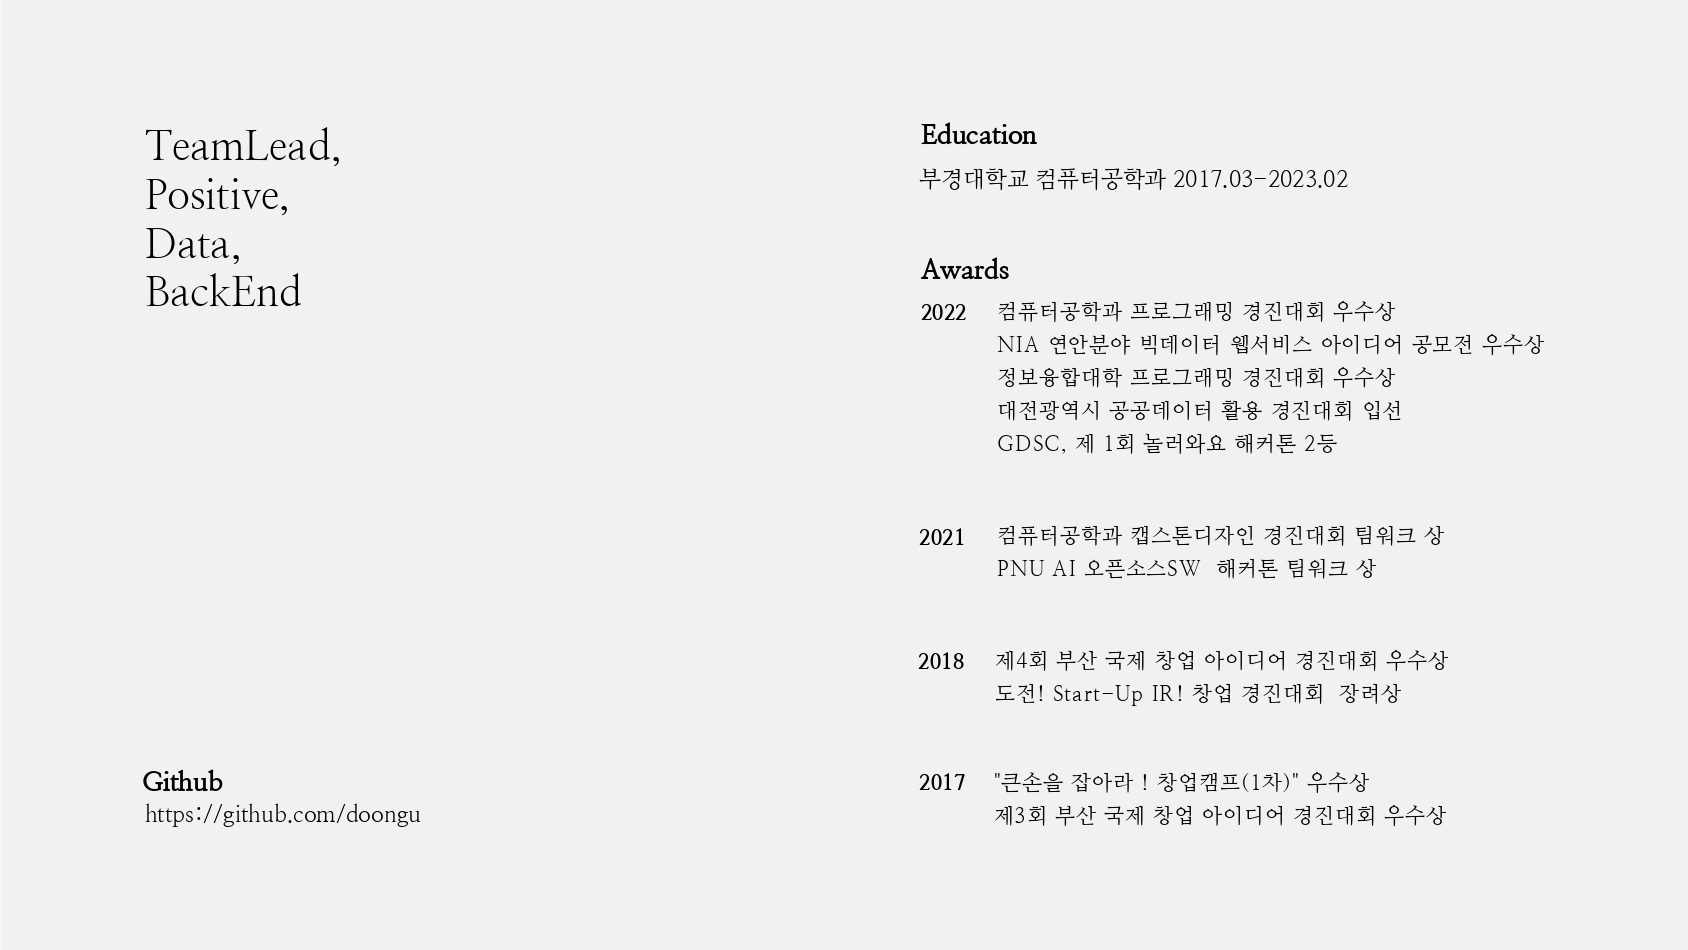 TeamLead,
Positive,
Data,
BackEnd
Github
https://github.com/doongu
Education
부경대학교 컴퓨터공학과 2017.03-2023.02
Awards
2022 컴퓨터공학과 프로그래밍 경진대회 우수상
NIA 연안분야 빅데이터 웹서비스 아이디어 공모전 우수상
정보융합대학 프로그래밍 경진대회 우수상
대전광역시 공공데이터 활용 경진대회 입선
GDSC, 제 1회 놀러와요 해커톤 2등
2021 컴퓨터공학과 캡스톤디자인 경진대회 팀워크 상
PNU AI 오픈소스SW 해커톤 팀워크 상
2018 제4회 부산 국제 창업 아이디어 경진대회 우수상
도전! Start-Up IR! 창업 경진대회 장려상
2017 "큰손을 잡아라 ! 창업캠프(1차)" 우수상
제3회 부산 국제 창업 아이디어 경진대회 우수상